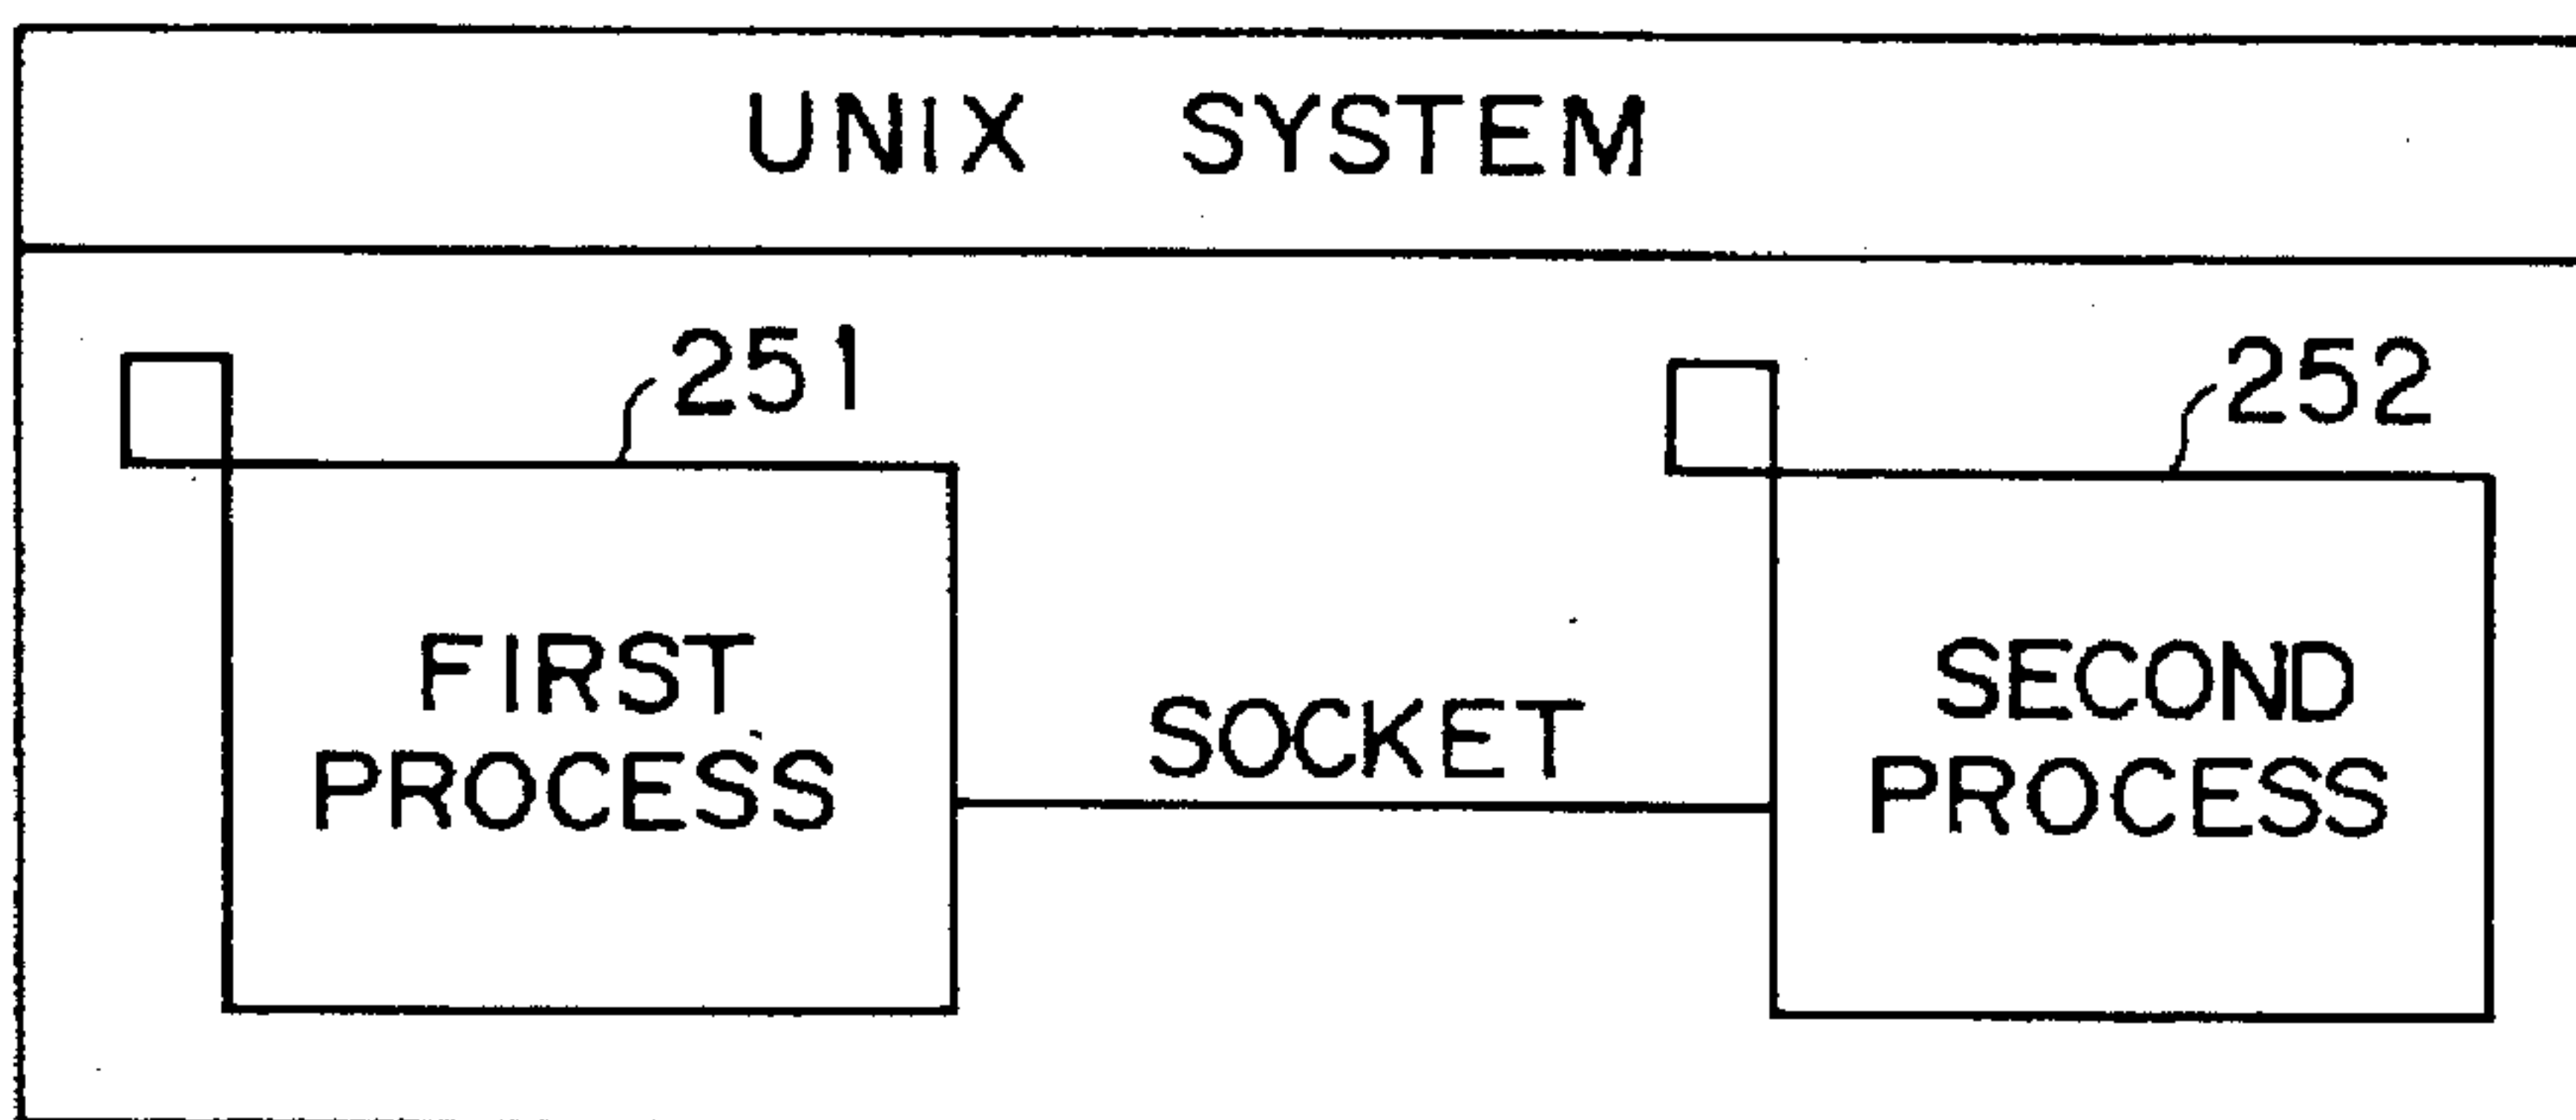 UNIX SYSTEM
251
252
FIRST
PROCESS
SOCKET
SECOND
PROCESS